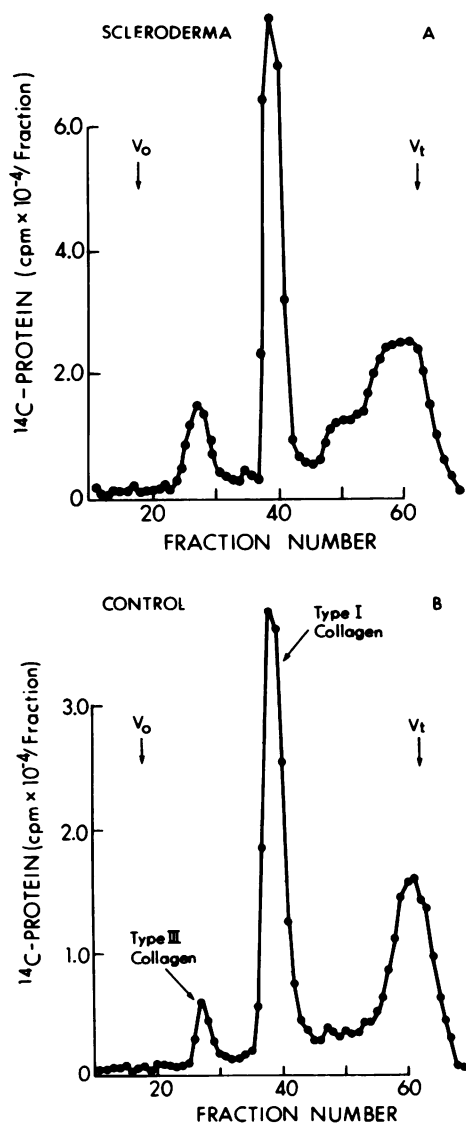 SCLERODERMA A
¹⁴C-PROTEIN (cpm × 10⁻⁴/Fraction)
6.0
4.0
2.0
0
Vo
Vt
20 40 60
FRACTION NUMBER
CONTROL B
¹⁴C-PROTEIN (cpm × 10⁻⁴/Fraction)
3.0
2.0
1.0
0
Type I
Collagen
Vo
Vt
Type III
Collagen
20 40 60
FRACTION NUMBER